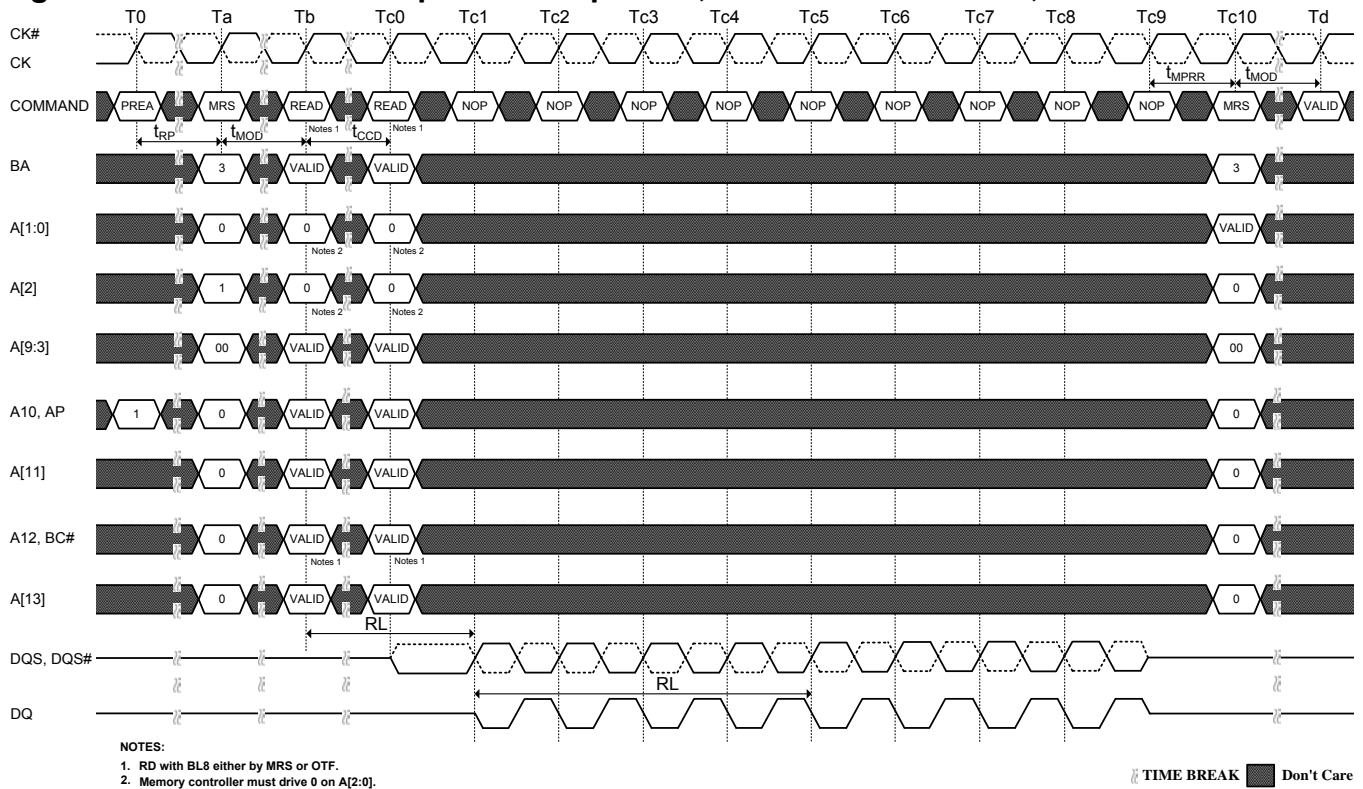 T0 Ta Tb Tc0 Tc1 Tc2 Tc3 Tc4 Tc5 Tc6 Tc7 Tc8 Tc9 Tc10 Td
CK#
CK
tMPRR tMOD
COMMAND PREA MRS READ READ NOP NOP NOP NOP NOP NOP NOP NOP NOP MRS VALID
Notes 1 Notes 1
tRP tMOD tCCD
BA 3 VALID VALID 3
A[1:0] 0 0 0 VALID
Notes 2 Notes 2
A[2] 1 0 0 0
Notes 2 Notes 2
A[9:3] 00 VALID VALID 00
A10, AP 1 0 VALID VALID 0
A[11] 0 VALID VALID 0
A12, BC# 0 VALID VALID 0
Notes 1 Notes 1
A[13] 0 VALID VALID 0
RL
DQS, DQS#
RL
DQ
NOTES:
1. RD with BL8 either by MRS or OTF.
2. Memory controller must drive 0 on A[2:0].
TIME BREAK Don't Care